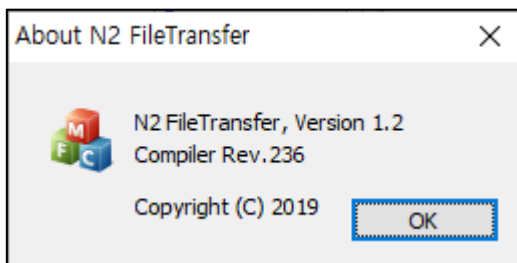 About N2 FileTransfer
M
F C
N2 FileTransfer, Version 1.2
Compiler Rev.236
Copyright (C) 2019
OK